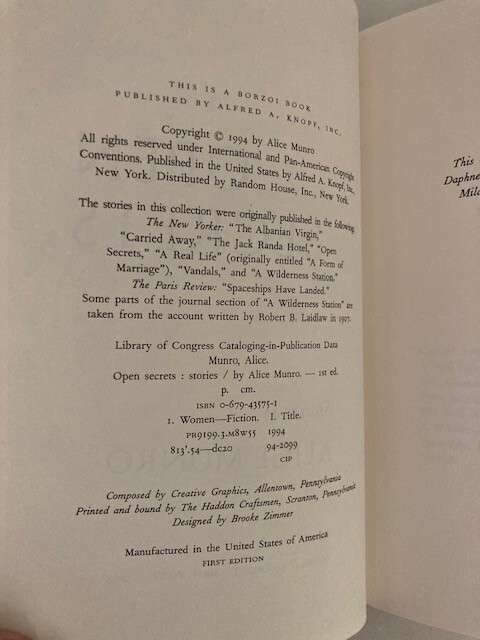 THIS IS A BORZOI BOOK
PUBLISHED BY ALFRED A. KNOPF, INC.
Copyright © 1994 by Alice Munro
All rights reserved under International and Pan-American Copyright
Conventions. Published in the United States by Alfred A. Knopf, Inc.,
New York. Distributed by Random House, Inc., New York.
The stories in this collection were originally published in the following:
The New Yorker: "The Albanian Virgin,"
"Carried Away," "The Jack Randa Hotel," "Open
Secrets," "A Real Life" (originally entitled "A Form of
Marriage"), "Vandals," and "A Wilderness Station."
The Paris Review: "Spaceships Have Landed."
Some parts of the journal section of "A Wilderness Station" are
taken from the account written by Robert B. Laidlaw in 1907.
Library of Congress Cataloging-in-Publication Data
Munro, Alice.
Open secrets : stories / by Alice Munro. — 1st ed.
p. cm.
ISBN 0-679-43575-1
1. Women—Fiction. I. Title.
PR9199.3.M8W55 1994
813'.54—dc20 94-2099
CIP
Composed by Creative Graphics, Allentown, Pennsylvania
Printed and bound by The Haddon Craftsmen, Scranton, Pennsylvania
Designed by Brooke Zimmer
Manufactured in the United States of America
FIRST EDITION
This
Daphne